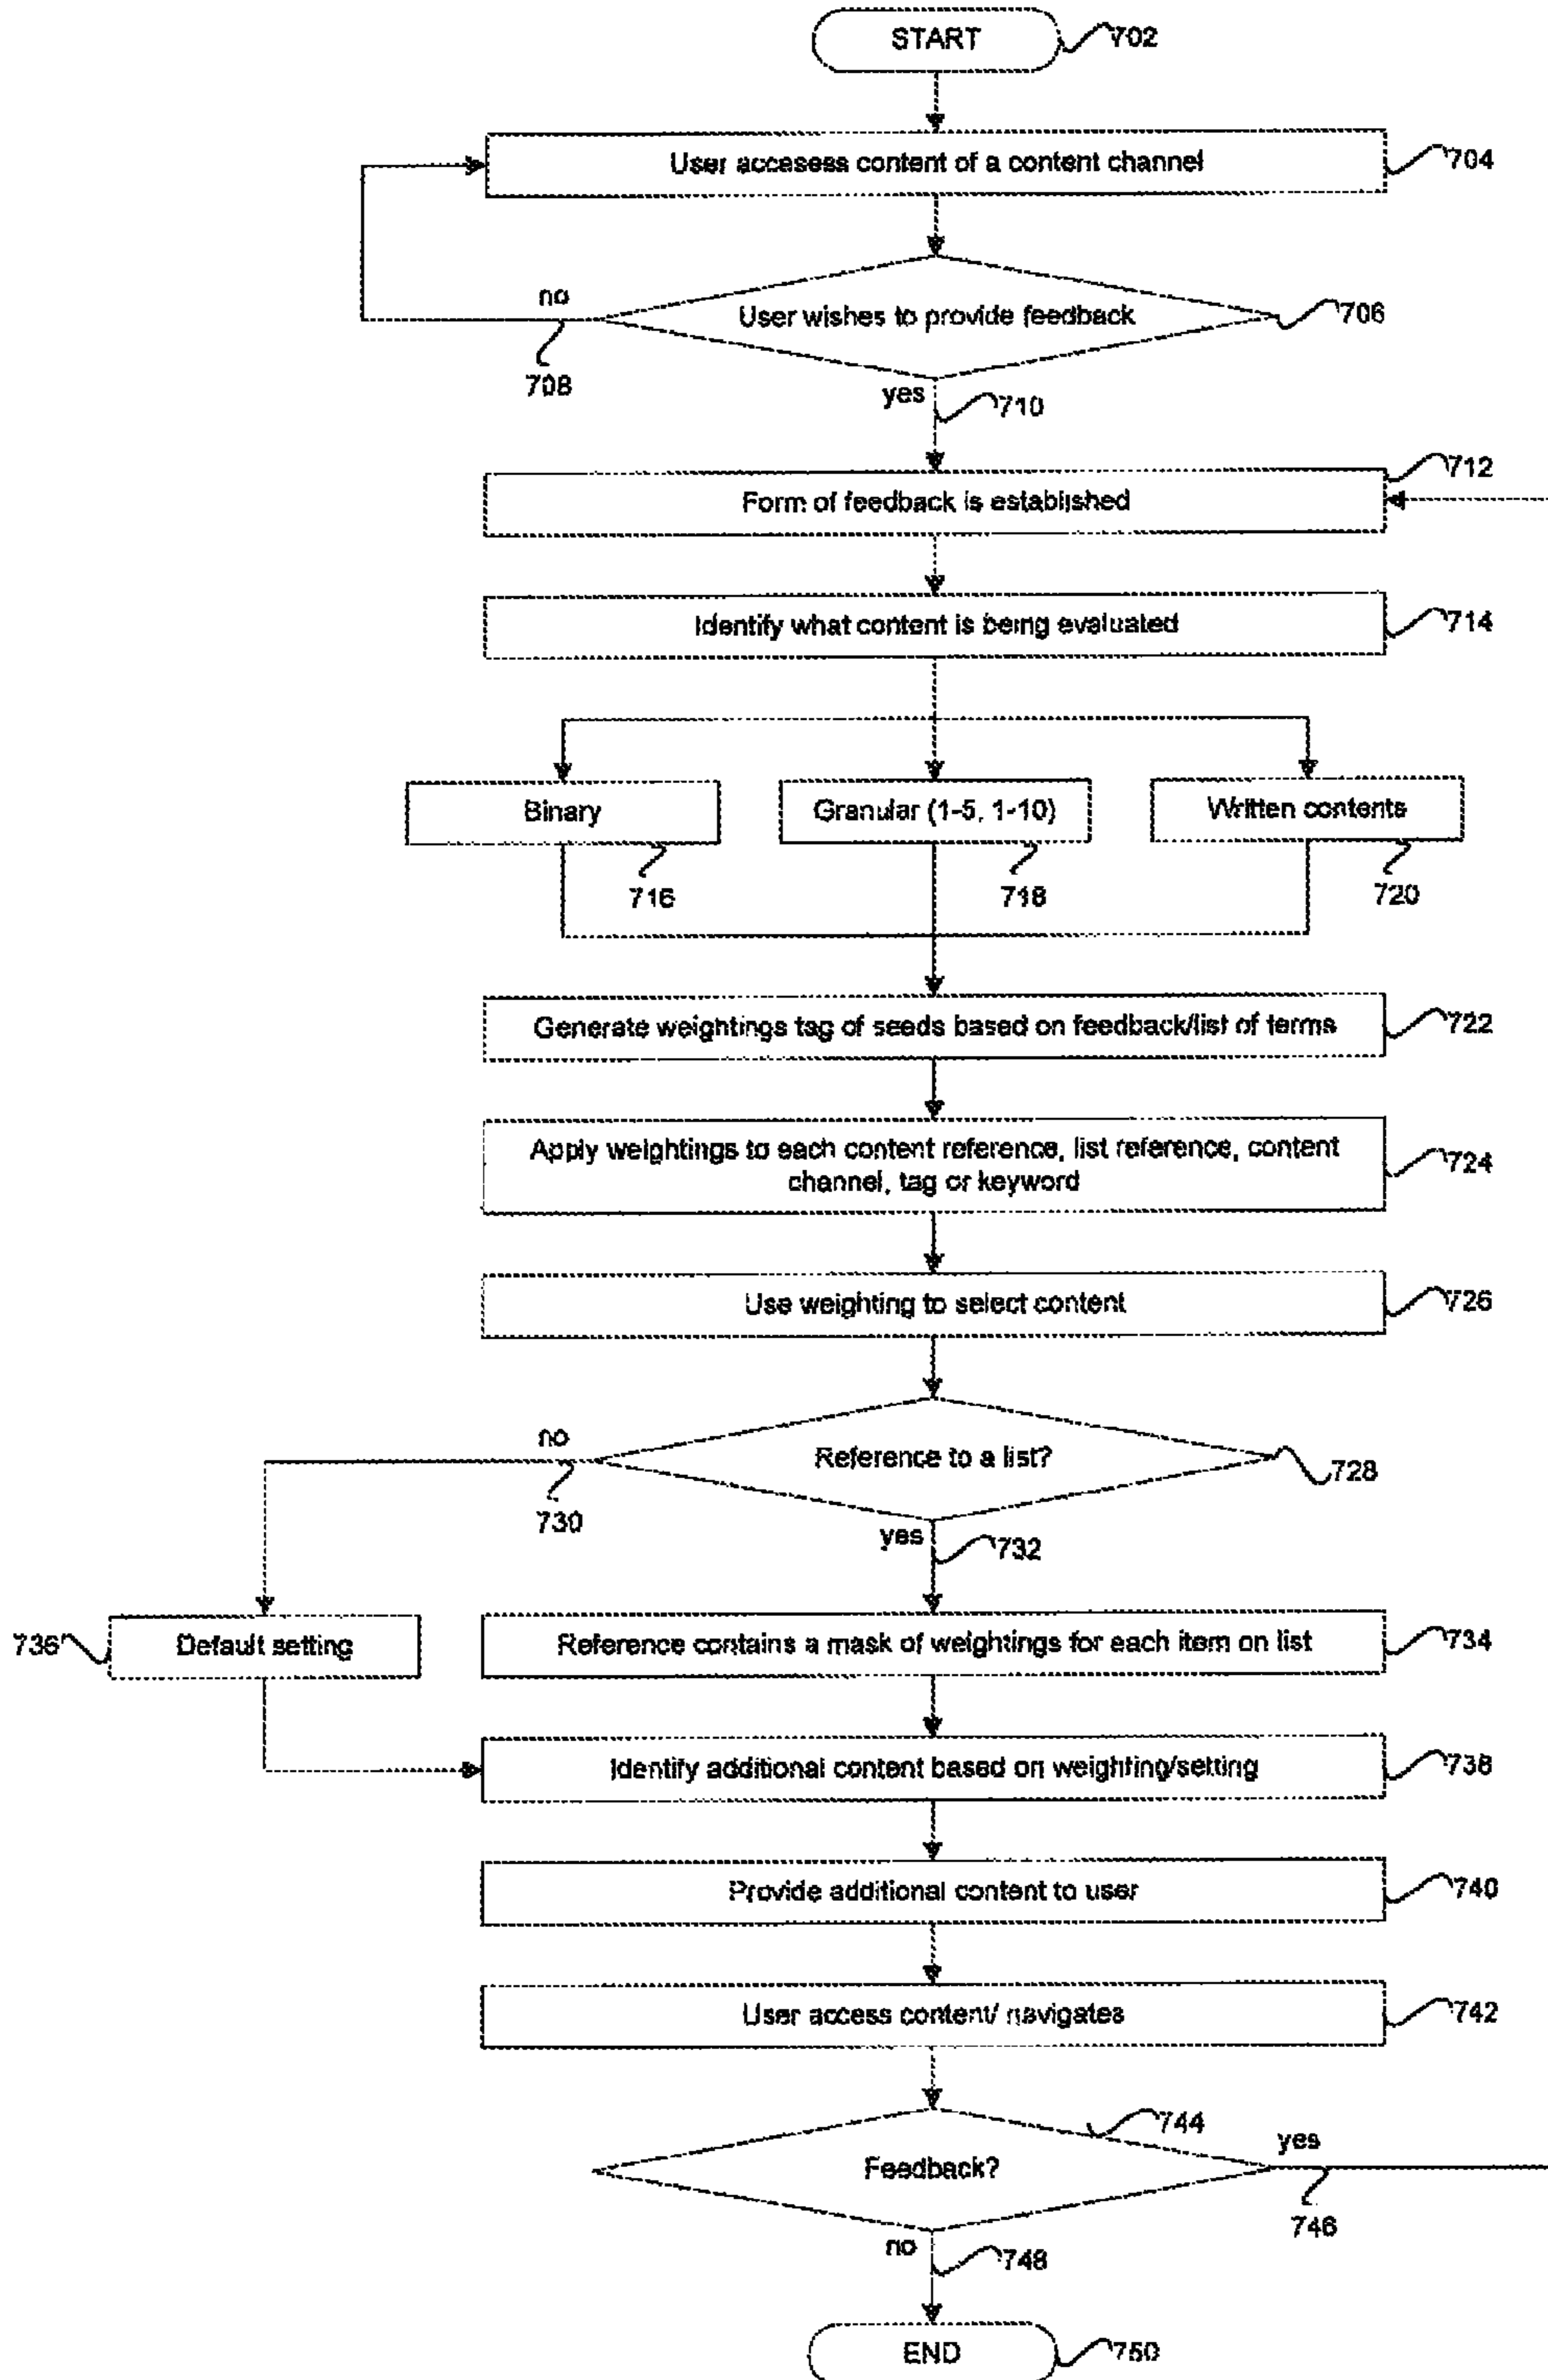 START
702
User accesess content of a content channel
704
User wishes to provide feedback
706
no
708
yes
710
712
Form of feedback is established
Identify what content is being evaluated
714
Binary
Granular (1-5, 1-10)
Written contents
716
718
720
Generate weightings tag of seeds based on feedback/list of terms
722
Apply weightings to each content reference, list reference, content
channel, tag or keyword
724
Use weighting to select content
726
no
Reference to a list?
728
730
yes
732
736
Default setting
Reference contains a mask of weightings for each item on list
734
Identify additional content based on weighting/setting
738
Provide additional content to user
740
User access content/ navigates
742
744
Feedback?
yes
746
no
748
END
750